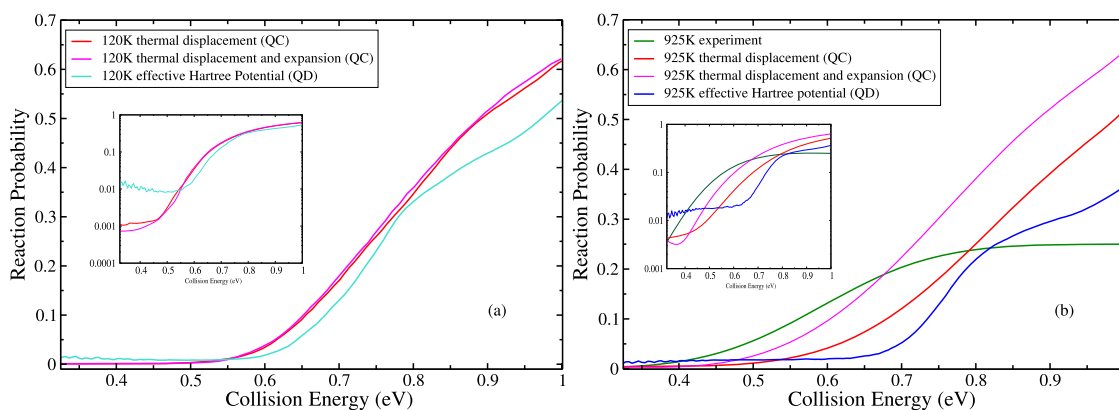 0.7
0.6
0.5
0.4
0.3
0.2
0.1
0
Reaction Probability
120K thermal displacement (QC)
120K thermal displacement and expansion (QC)
120K effective Hartree Potential (QD)
1
0.1
0.01
0.001
0.0001
0.4 0.5 0.6 0.7 0.8 0.9 1
Collision Energy (eV)
(a)
0.4 0.5 0.6 0.7 0.8 0.9 1
Collision Energy (eV)
0.7
0.6
0.5
0.4
0.3
0.2
0.1
0
Reaction Probability
925K experiment
925K thermal displacement (QC)
925K thermal displacement and expansion (QC)
925K effective Hartree potential (QD)
1
0.1
0.01
0.001
0.4 0.5 0.6 0.7 0.8 0.9 1
Collision Energy (eV)
(b)
0.4 0.5 0.6 0.7 0.8 0.9
Collision Energy (eV)